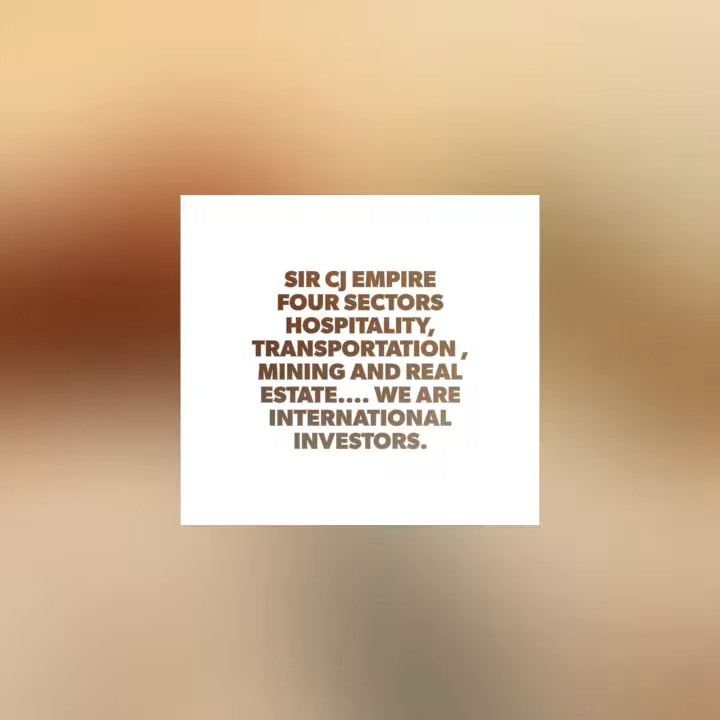 SIR CJ EMPIRE
FOUR SECTORS
HOSPITALITY,
TRANSPORTATION ,
MINING AND REAL
ESTATE.... WE ARE
INTERNATIONAL
INVESTORS.